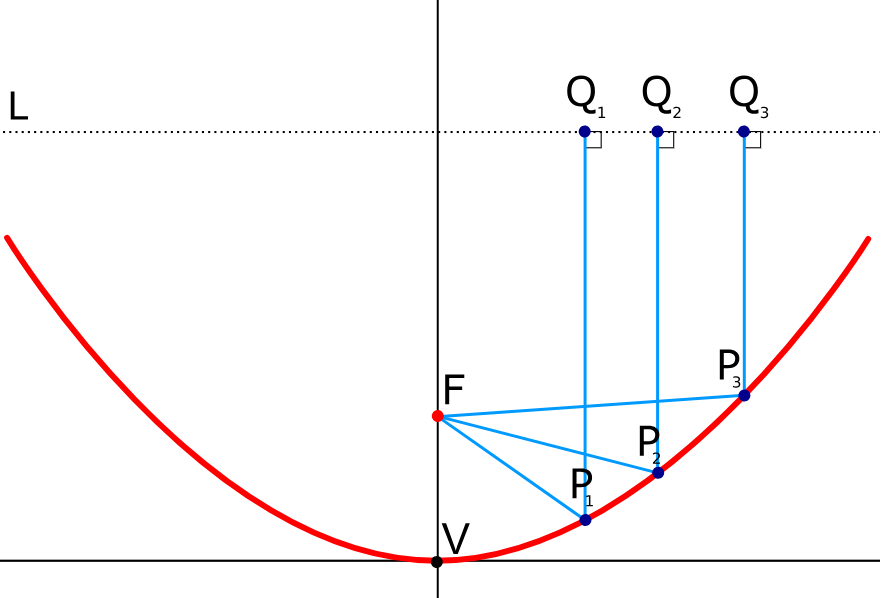 Q₁ Q₂ Q₃
L
P₃
F
P₂
P₁
V